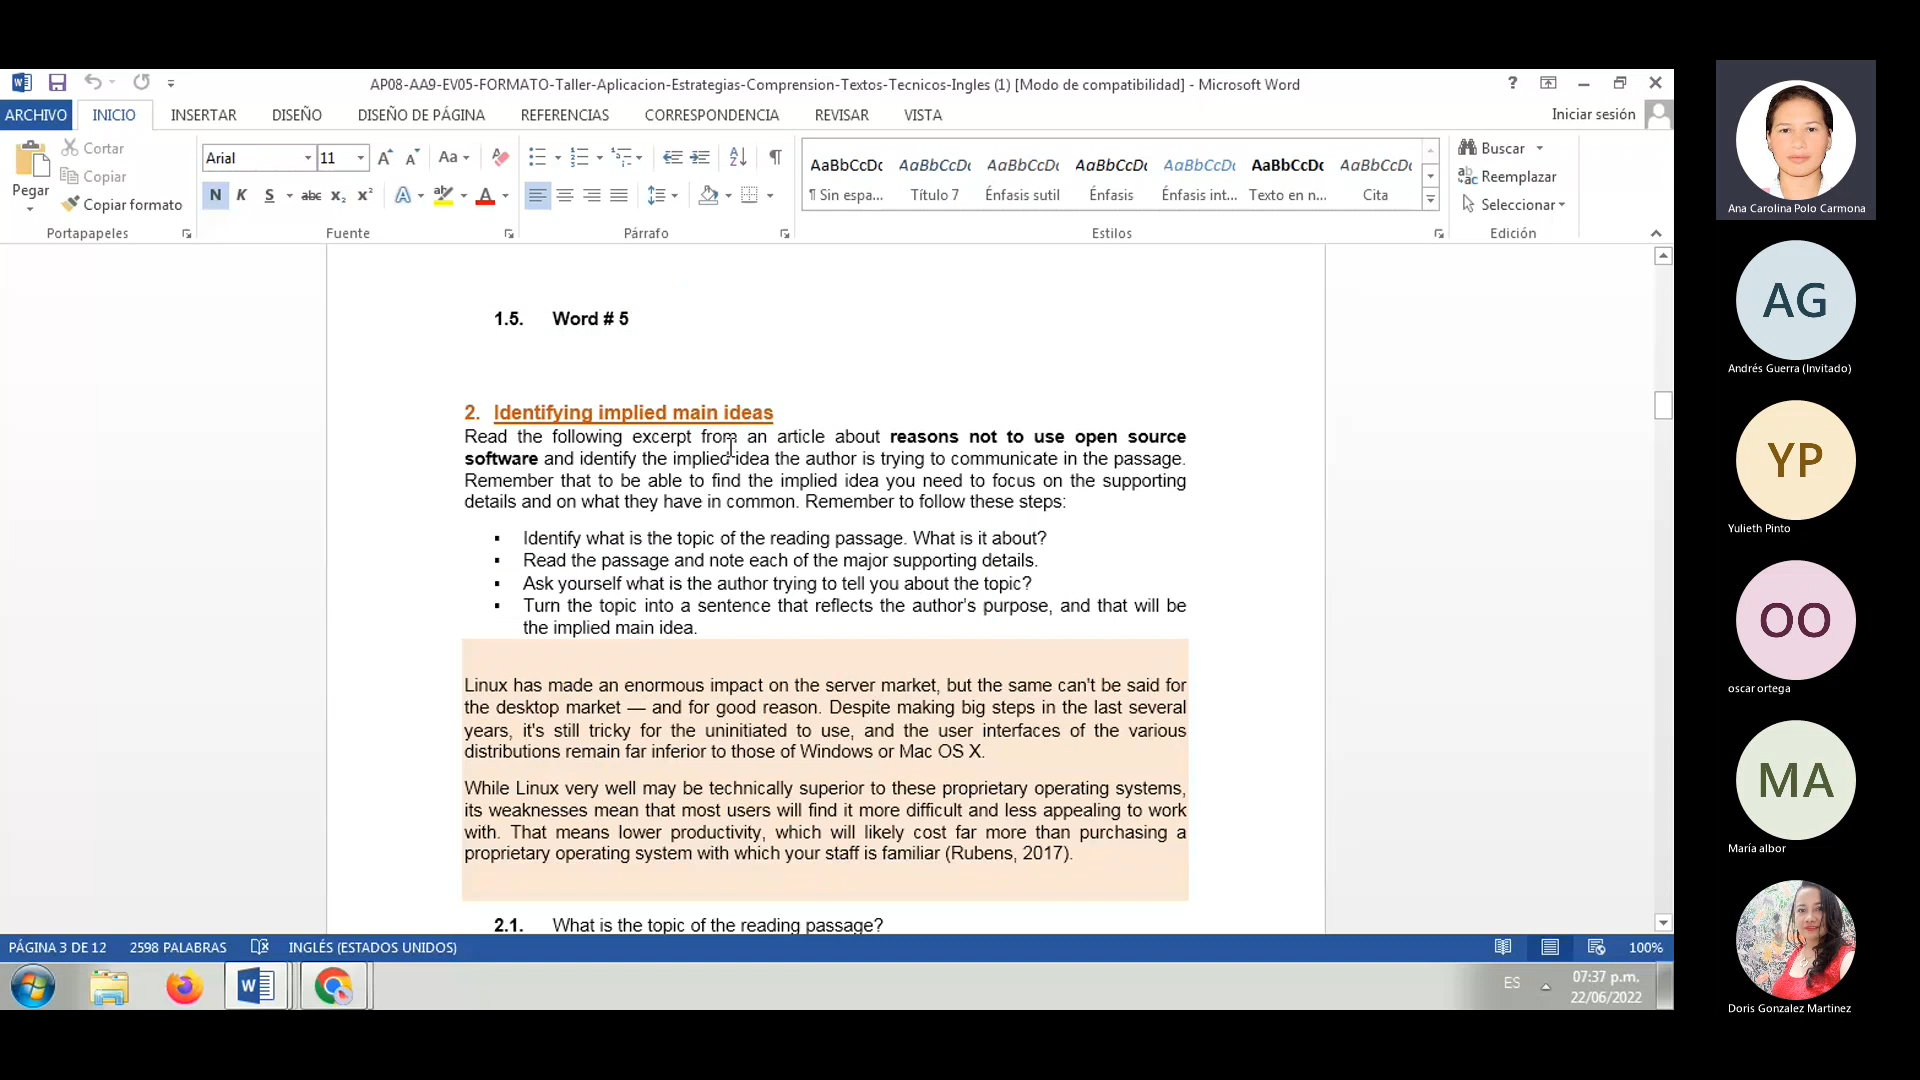 AP08-AA9-EV05-FORMATO-Taller-Aplicacion-Estrategias-Comprension-Textos-Tecnicos-Ingles (1) [Modo de compatibilidad] - Microsoft Word
?
ARCHIVO INICIO INSERTAR DISEÑO DISEÑO DE PÁGINA REFERENCIAS CORRESPONDENCIA REVISAR VISTA Iniciar sesión
Pegar
Cortar
Copiar
Copiar formato
Portapapeles
Arial 11
N K S abc x₂ x²
Fuente
Párrafo
AaBbCcDc AaBbCcDc AaBbCcDc AaBbCcDc AaBbCcDc AaBbCcDc AaBbCcDc
¶ Sin espa... Título 7 Énfasis sutil Énfasis Énfasis int... Texto en n... Cita
Estilos
Buscar
Reemplazar
Seleccionar
Edición
1.5. Word # 5
2. Identifying implied main ideas
Read the following excerpt from an article about reasons not to use open source
software and identify the implied idea the author is trying to communicate in the passage.
Remember that to be able to find the implied idea you need to focus on the supporting
details and on what they have in common. Remember to follow these steps:
▪ Identify what is the topic of the reading passage. What is it about?
▪ Read the passage and note each of the major supporting details.
▪ Ask yourself what is the author trying to tell you about the topic?
▪ Turn the topic into a sentence that reflects the author's purpose, and that will be
the implied main idea.
Linux has made an enormous impact on the server market, but the same can't be said for
the desktop market — and for good reason. Despite making big steps in the last several
years, it's still tricky for the uninitiated to use, and the user interfaces of the various
distributions remain far inferior to those of Windows or Mac OS X.
While Linux very well may be technically superior to these proprietary operating systems,
its weaknesses mean that most users will find it more difficult and less appealing to work
with. That means lower productivity, which will likely cost far more than purchasing a
proprietary operating system with which your staff is familiar (Rubens, 2017).
2.1. What is the topic of the reading passage?
PÁGINA 3 DE 12 2598 PALABRAS INGLÉS (ESTADOS UNIDOS) 100%
ES
07:37 p.m.
22/06/2022
Ana Carolina Polo Carmona
AG
Andrés Guerra (Invitado)
YP
Yulieth Pinto
OO
oscar ortega
MA
María albor
Doris Gonzalez Martinez